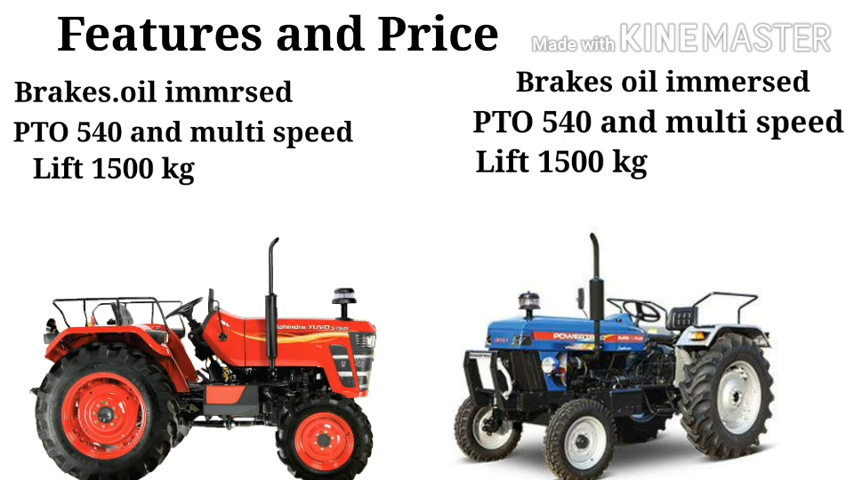 Features and Price
Made with KINEMASTER
Brakes.oil immrsed
PTO 540 and multi speed
Lift 1500 kg
Brakes oil immersed
PTO 540 and multi speed
Lift 1500 kg
Mahindra YUVO
POWERTRAC